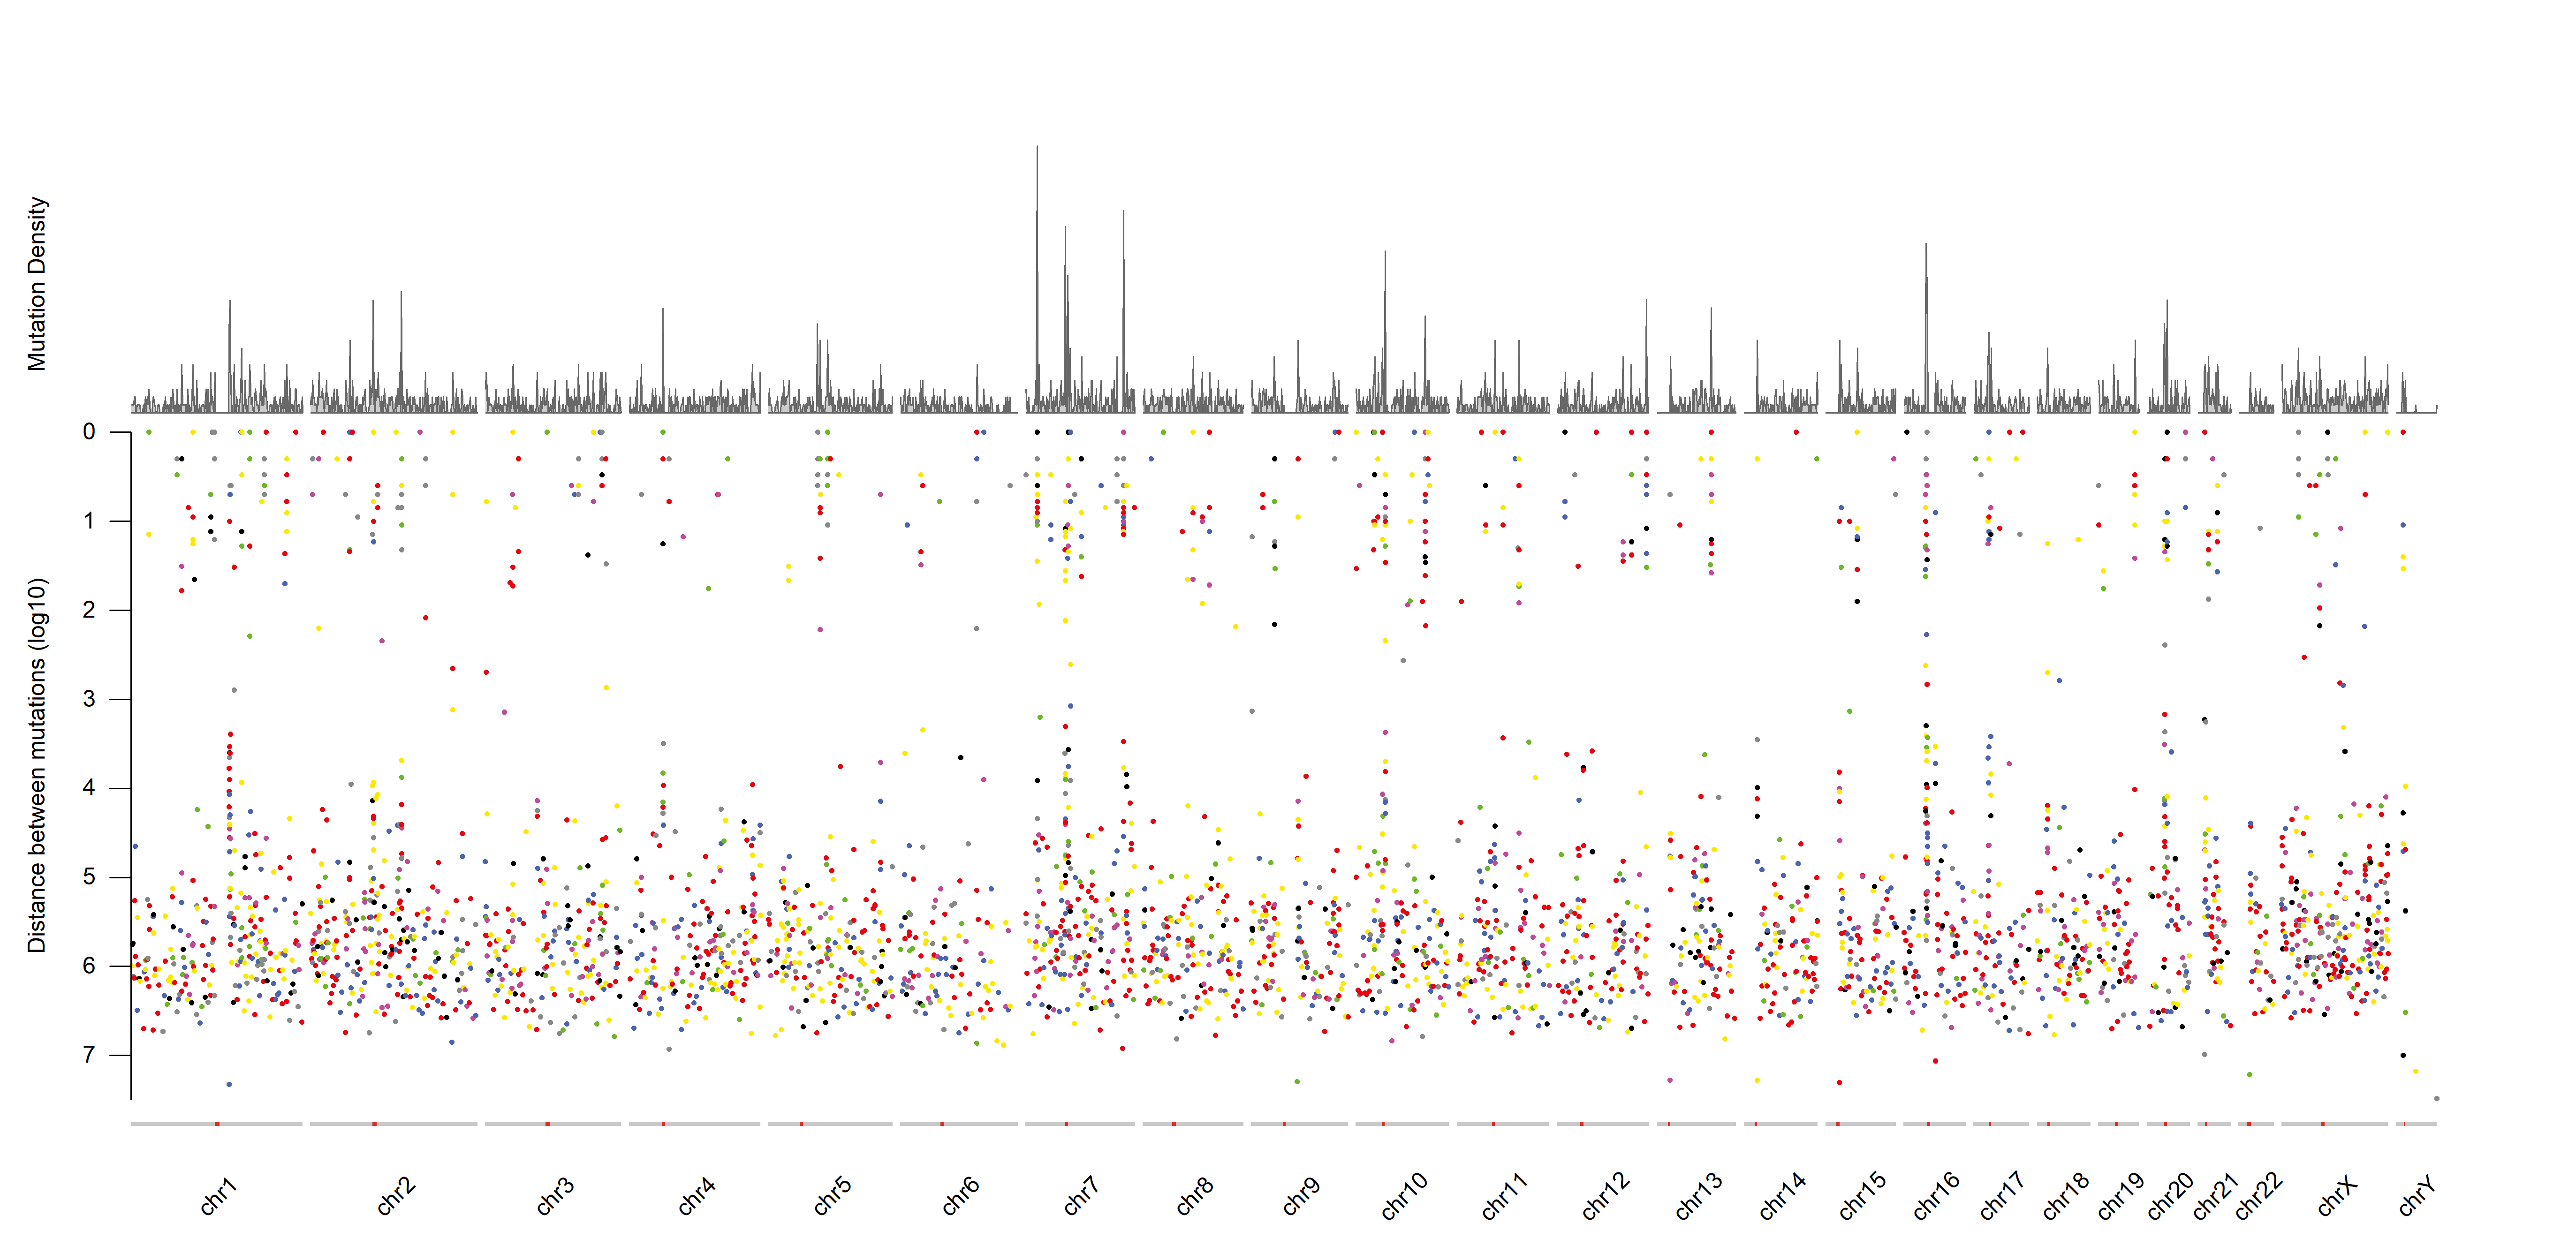 Mutation Density
Distance between mutations (log10)
0
1
2
3
4
5
6
7
chr1
chr2
chr3
chr4
chr5
chr6
chr7
chr8
chr9
chr10
chr11
chr12
chr13
chr14
chr15
chr16
chr17
chr18
chr19
chr20
chr21
chr22
chrX
chrY